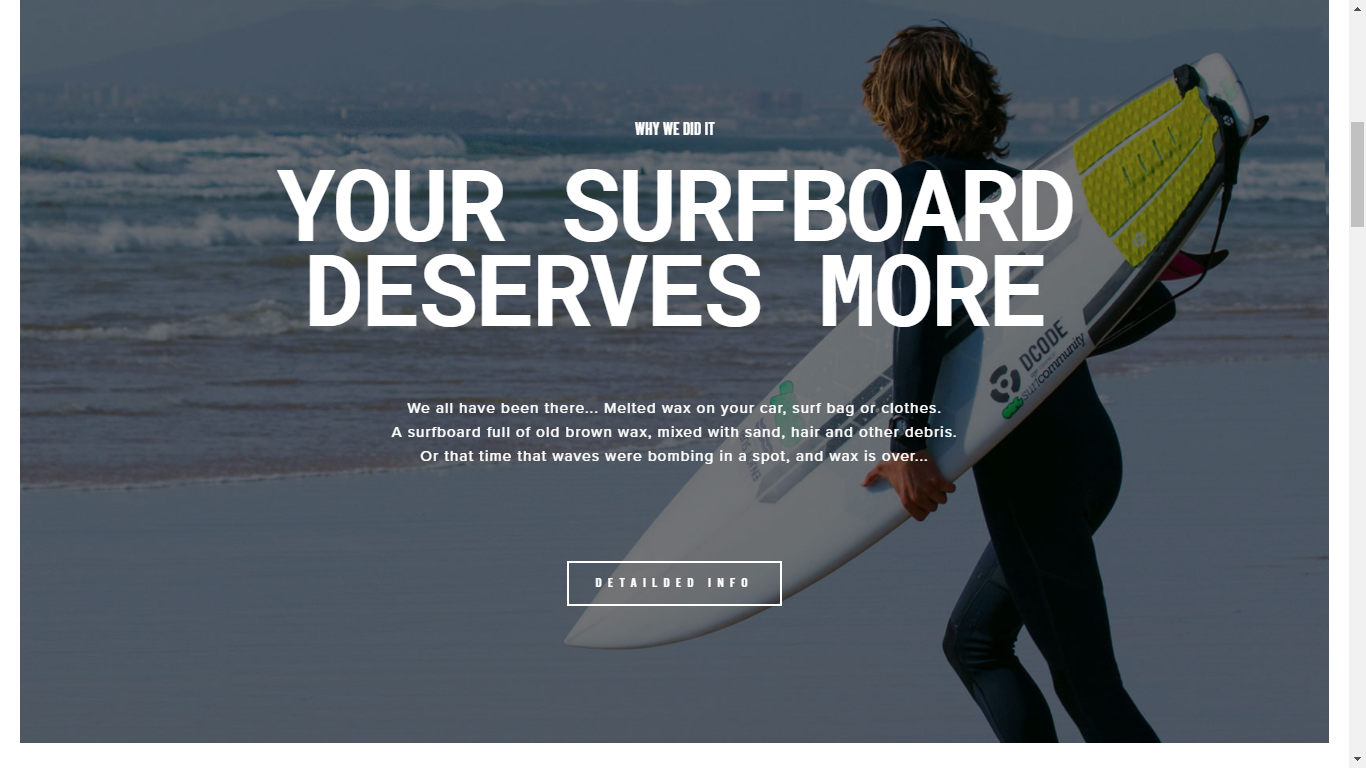 WHY WE DID IT
YOUR SURFBOARD
DESERVES MORE
We all have been there... Melted wax on your car, surf bag or clothes.
A surfboard full of old brown wax, mixed with sand, hair and other debris.
Or that time that waves were bombing in a spot, and wax is over...
DETAILDED INFO
DCODE
surfcommunity